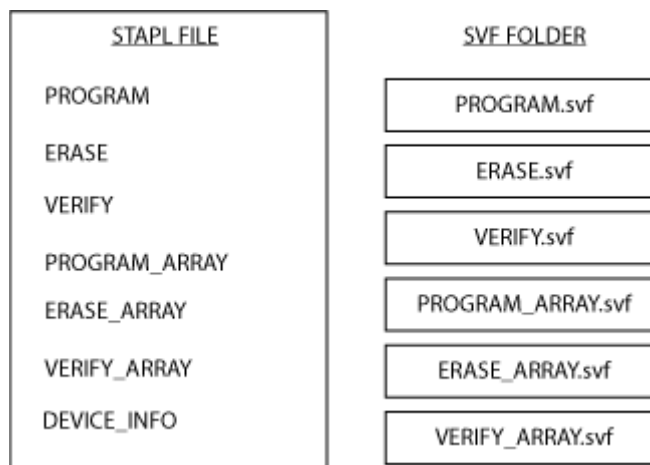 STAPL FILE
PROGRAM
ERASE
VERIFY
PROGRAM_ARRAY
ERASE_ARRAY
VERIFY_ARRAY
DEVICE_INFO
SVF FOLDER
PROGRAM.svf
ERASE.svf
VERIFY.svf
PROGRAM_ARRAY.svf
ERASE_ARRAY.svf
VERIFY_ARRAY.svf